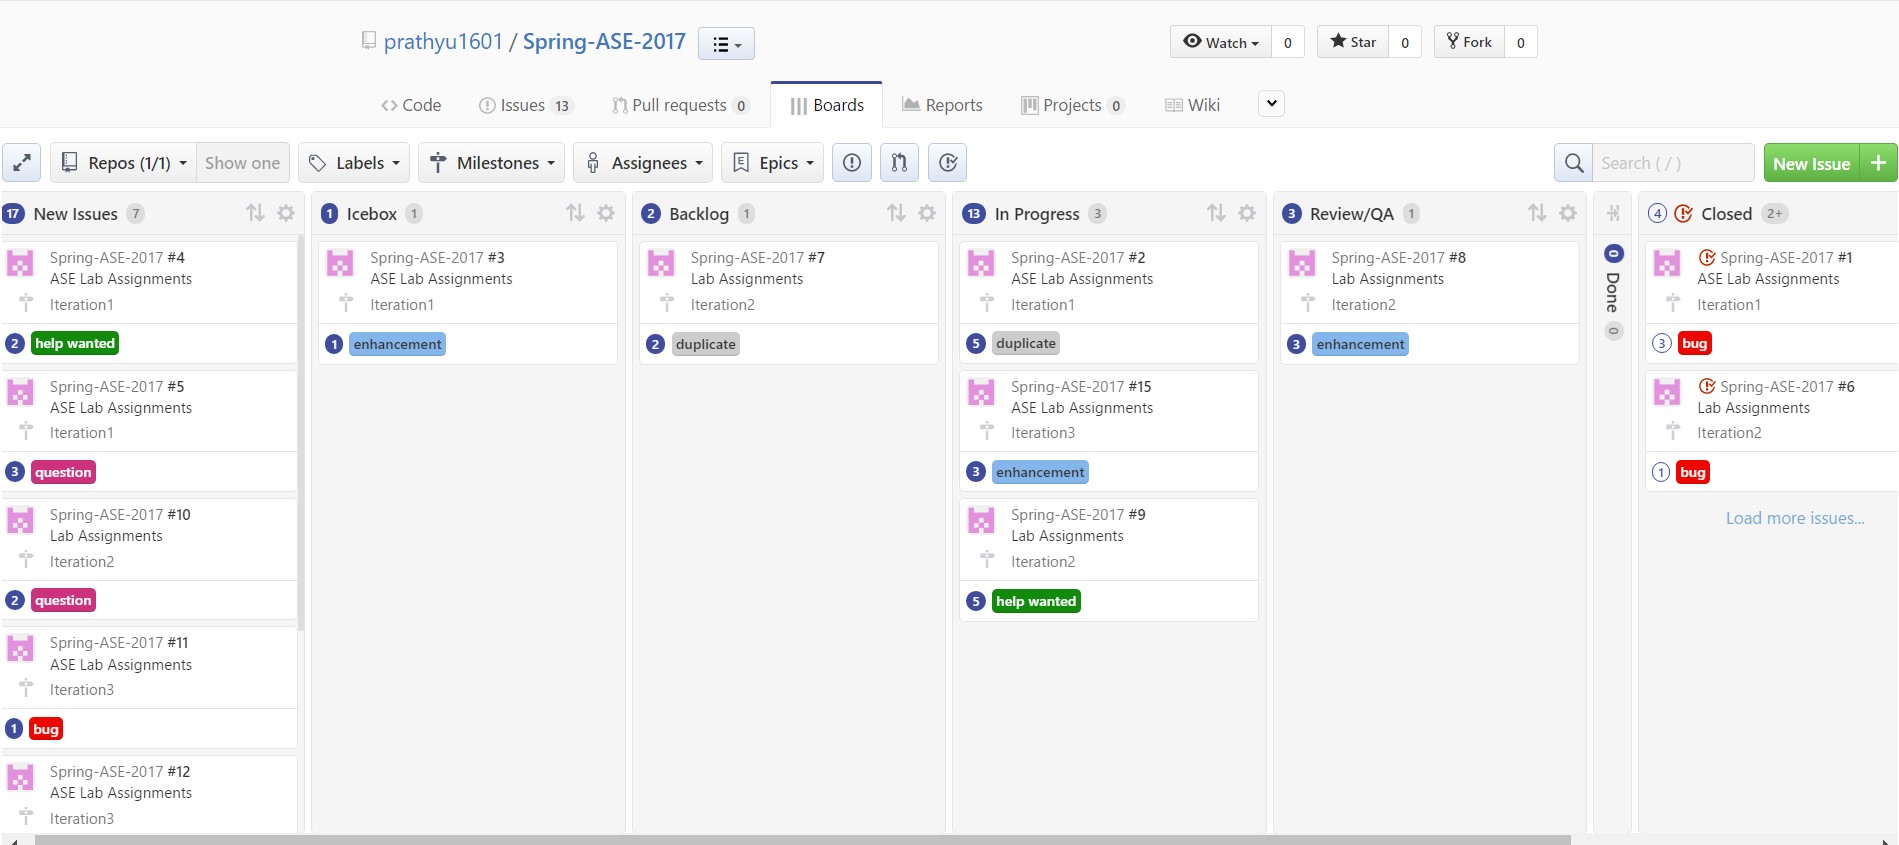 prathyu1601 / Spring-ASE-2017
Watch 0
Star 0
Fork 0
Code
Issues 13
Pull requests 0
Boards
Reports
Projects 0
Wiki
Repos (1/1) Show one
Labels
Milestones
Assignees
Epics
Search ( / )
New Issue +
17 New Issues 7
Spring-ASE-2017 #4
ASE Lab Assignments
Iteration1
2 help wanted
Spring-ASE-2017 #5
ASE Lab Assignments
Iteration1
3 question
Spring-ASE-2017 #10
Lab Assignments
Iteration2
2 question
Spring-ASE-2017 #11
ASE Lab Assignments
Iteration3
1 bug
Spring-ASE-2017 #12
ASE Lab Assignments
Iteration3
1 Icebox 1
Spring-ASE-2017 #3
ASE Lab Assignments
Iteration1
1 enhancement
2 Backlog 1
Spring-ASE-2017 #7
Lab Assignments
Iteration2
2 duplicate
13 In Progress 3
Spring-ASE-2017 #2
ASE Lab Assignments
Iteration1
5 duplicate
Spring-ASE-2017 #15
ASE Lab Assignments
Iteration3
3 enhancement
Spring-ASE-2017 #9
Lab Assignments
Iteration2
5 help wanted
3 Review/QA 1
Spring-ASE-2017 #8
Lab Assignments
Iteration2
3 enhancement
0 Done 0
4 Closed 2+
Spring-ASE-2017 #1
ASE Lab Assignments
Iteration1
3 bug
Spring-ASE-2017 #6
Lab Assignments
Iteration2
1 bug
Load more issues...